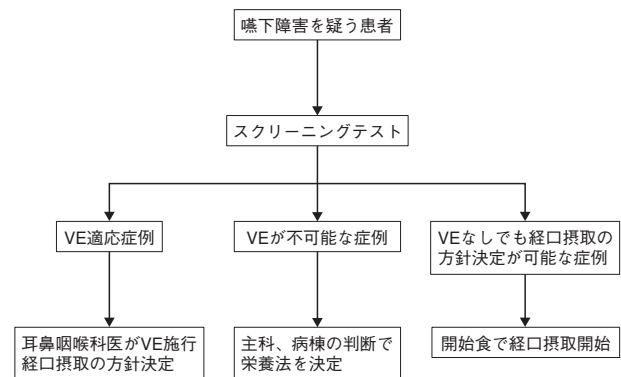 嚥下障害を疑う患者
スクリーニングテスト
VE適応症例
VEが不可能な症例
VEなしでも経口摂取の
方針決定が可能な症例
耳鼻咽喉科医がVE施行
経口摂取の方針決定
主科、病棟の判断で
栄養法を決定
開始食で経口摂取開始